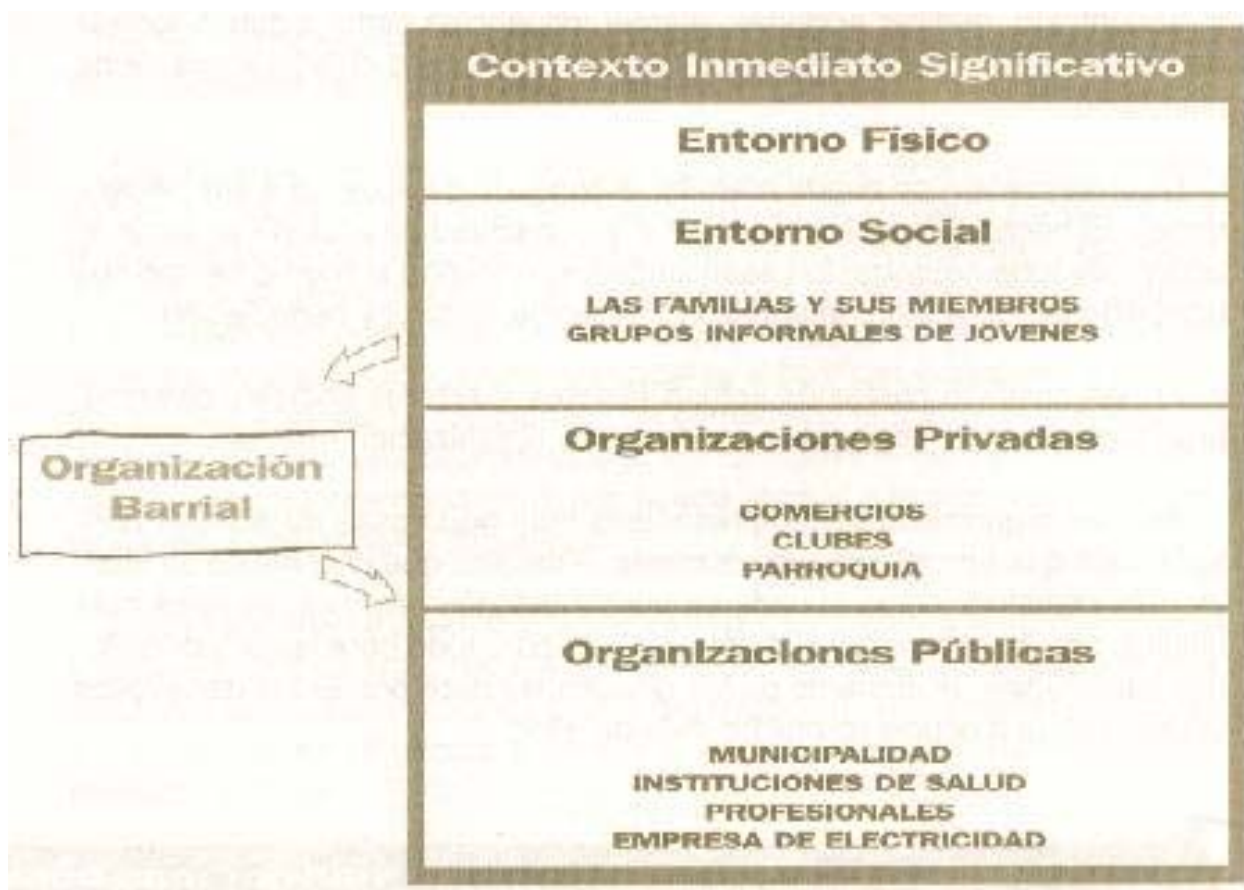 Contexto Inmediato Significativo
Entorno Físico
Entorno Social
LAS FAMILIAS Y SUS MIEMBROS
GRUPOS INFORMALES DE JOVENES
Organización
Barrial
Organizaciones Privadas
COMERCIOS
CLUBES
PARROQUIA
Organizaciones Públicas
MUNICIPALIDAD
INSTITUCIONES DE SALUD
PROFESIONALES
EMPRESA DE ELECTRICIDAD